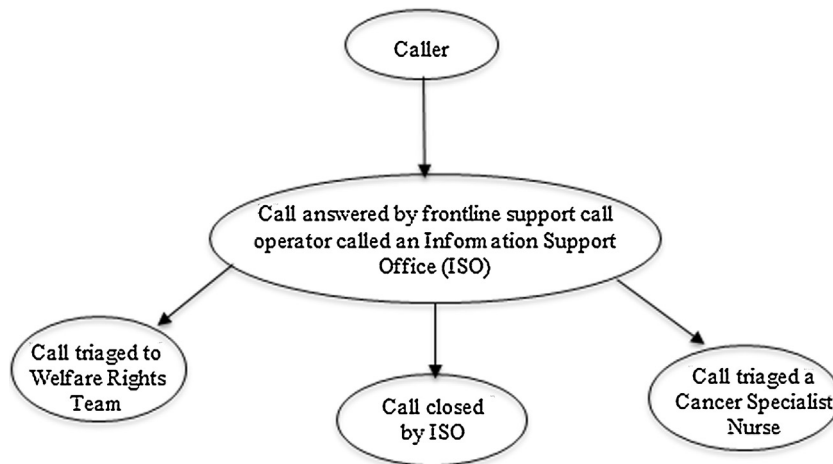 Caller
Call answered by frontline support call
operator called an Information Support
Office (ISO)
Call triaged to
Welfare Rights
Team
Call closed
by ISO
Call triaged a
Cancer Specialist
Nurse